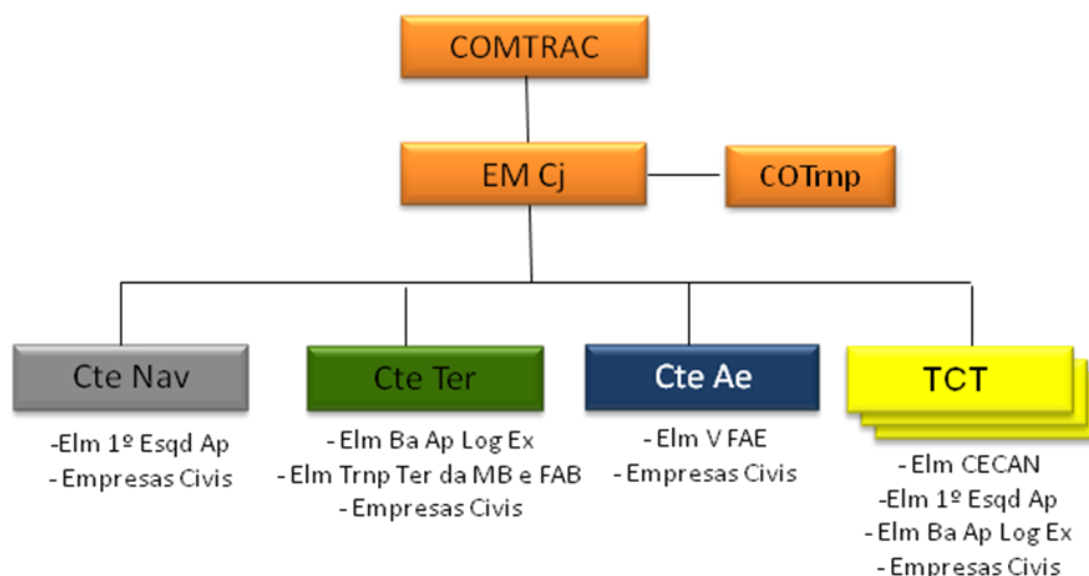 COMTRAC
EM Cj
COTrnp
Cte Nav
-Elm 1º Esqd Ap
- Empresas Civis
Cte Ter
- Elm Ba Ap Log Ex
- Elm Trnp Ter da MB e FAB
- Empresas Civis
Cte Ae
- Elm V FAE
- Empresas Civis
TCT
- Elm CECAN
-Elm 1º Esqd Ap
- Elm Ba Ap Log Ex
- Empresas Civis